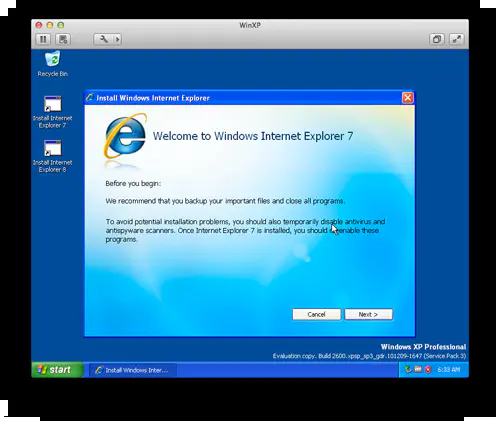 WinXP
Recycle Bin
Install Internet
Explorer 7
Install Internet
Explorer 8
Install Windows Internet Explorer
Welcome to Windows Internet Explorer 7
Before you begin:
We recommend that you backup your important files and close all programs.
To avoid potential installation problems, you should also temporarily disable antivirus and
antispyware scanners. Once Internet Explorer 7 is installed, you should reenable these
programs.
Cancel
Next >
Windows XP Professional
Evaluation copy. Build 2600.xpsp_sp3_gdr.101209-1647 (Service Pack 3)
start
Install Windows Inter...
6:33 AM